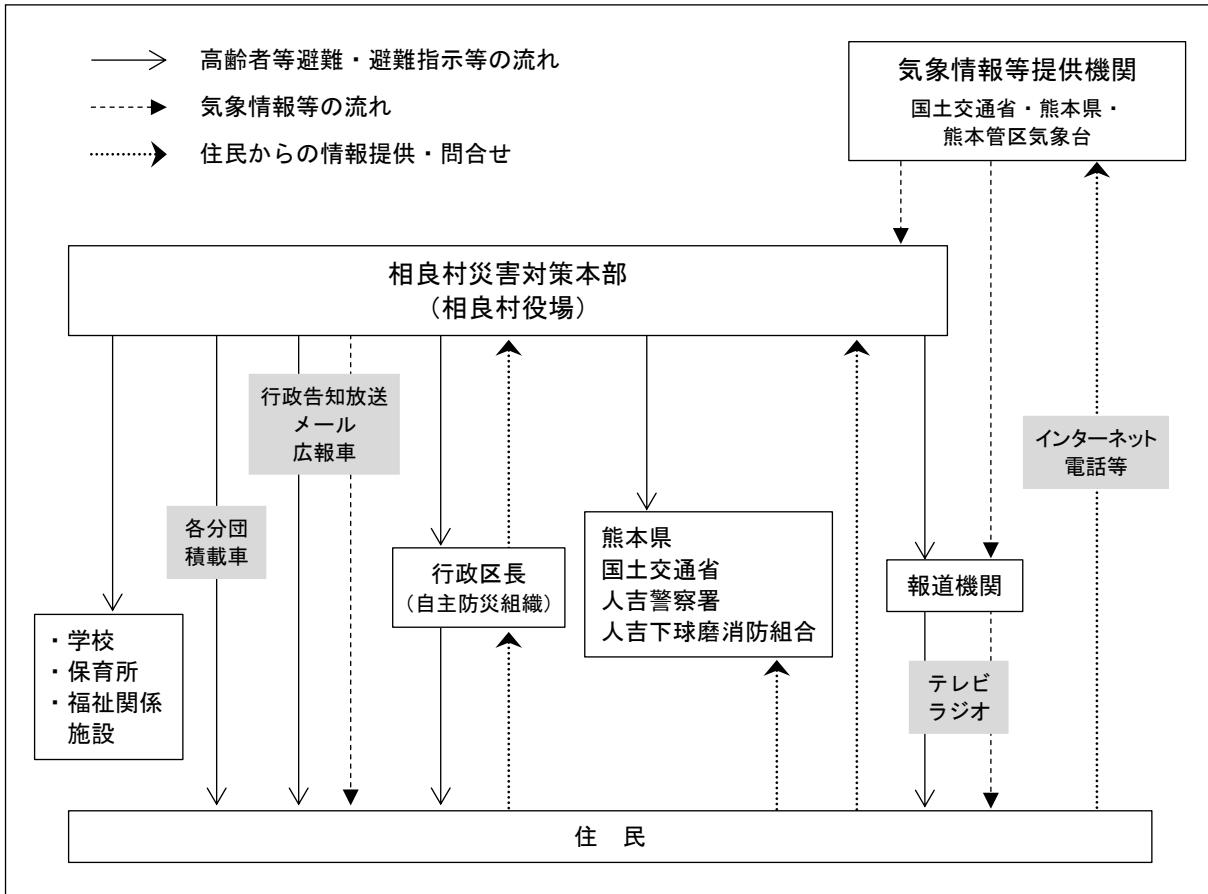 高齢者等避難・避難指示等の流れ
気象情報等の流れ
住民からの情報提供・問合せ
気象情報等提供機関
国土交通省・熊本県・
熊本管区気象台
相良村災害対策本部
（相良村役場）
行政告知放送
メール
広報車
インターネット
電話等
各分団
積載車
行政区長
（自主防災組織）
熊本県
国土交通省
人吉警察署
人吉下球磨消防組合
報道機関
・学校
・保育所
・福祉関係
施設
テレビ
ラジオ
住　民